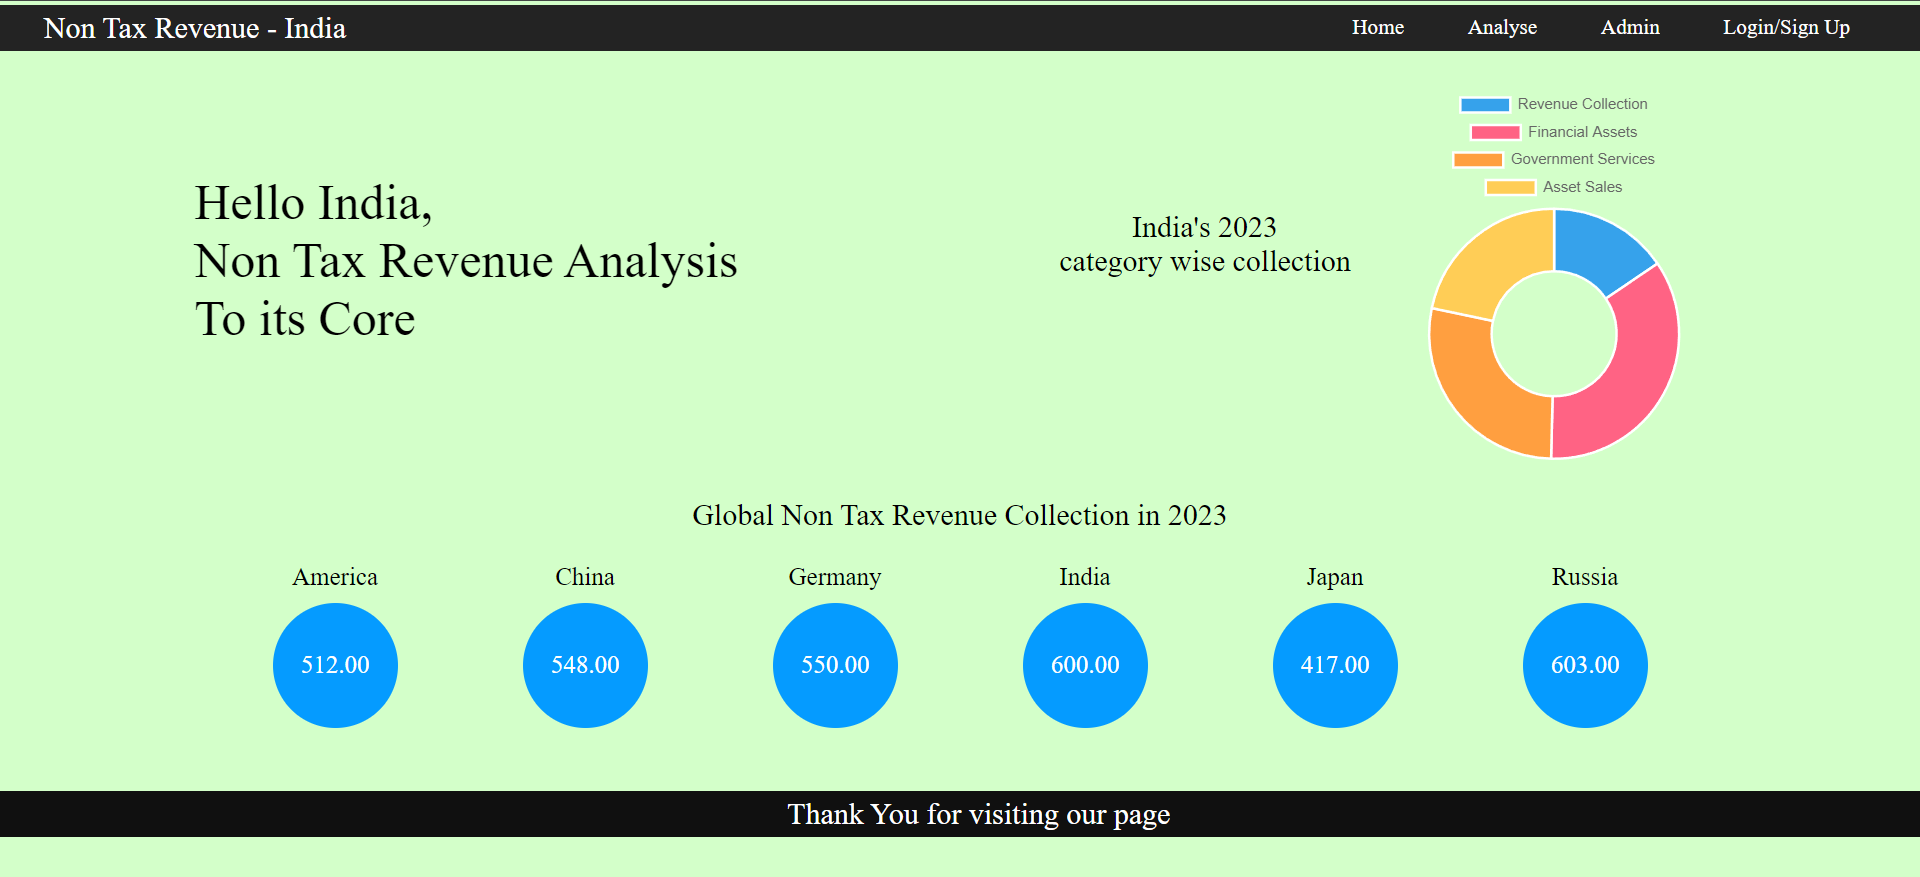 Non Tax Revenue - India
Home
Analyse
Admin
Login/Sign Up
Hello India,
Non Tax Revenue Analysis
To its Core
India's 2023
category wise collection
Revenue Collection
Financial Assets
Government Services
Asset Sales
Global Non Tax Revenue Collection in 2023
America
China
Germany
India
Japan
Russia
512.00
548.00
550.00
600.00
417.00
603.00
Thank You for visiting our page